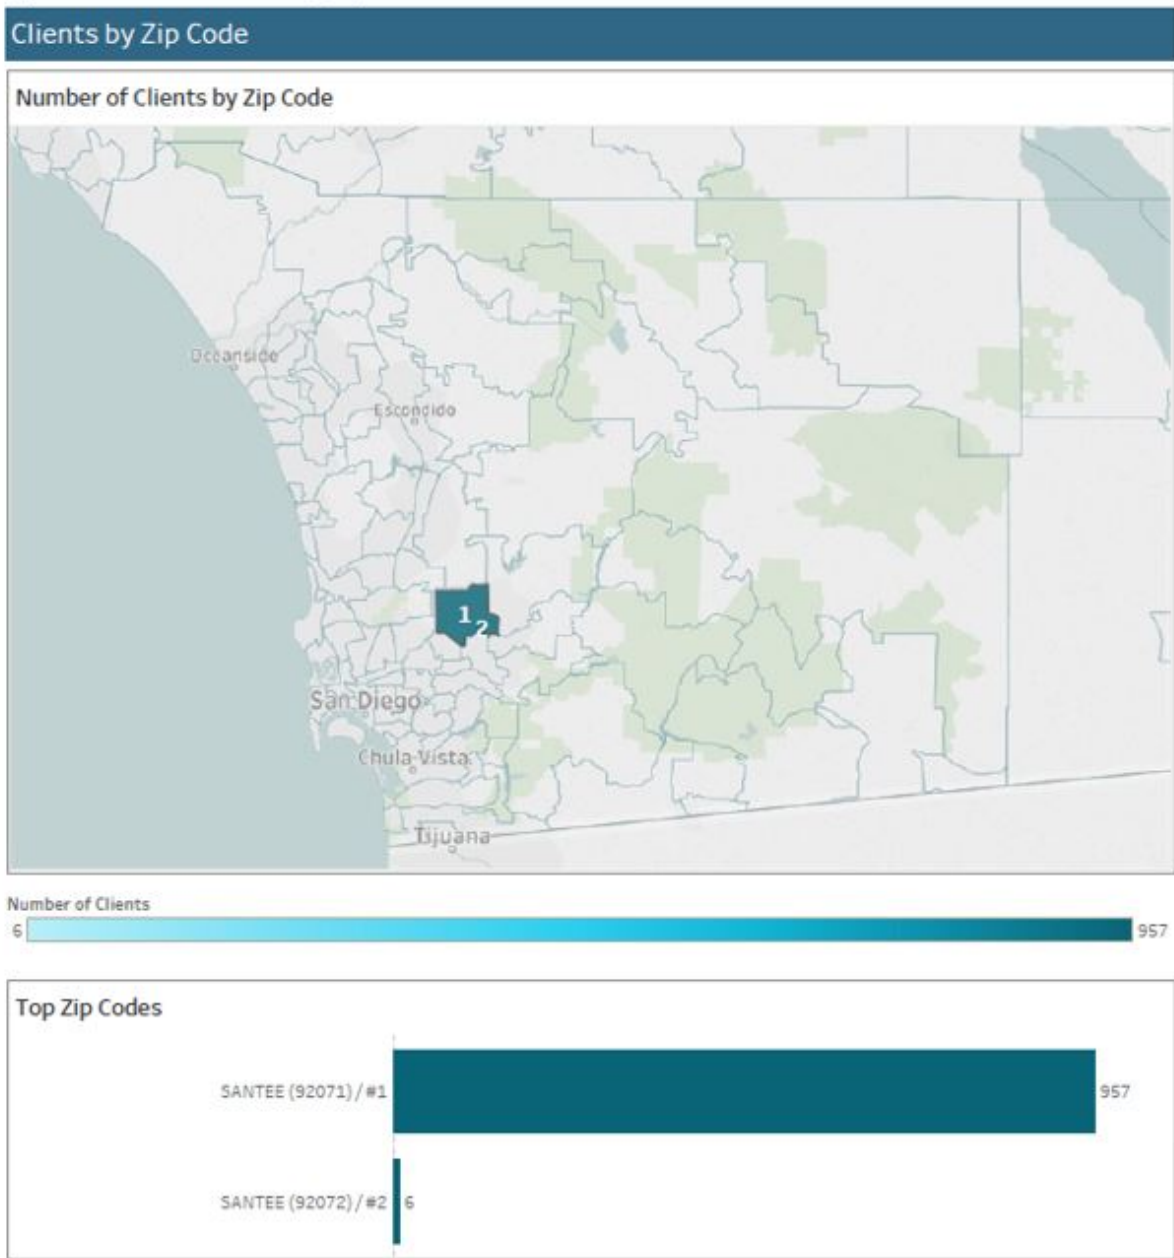 Clients by Zip Code
Number of Clients by Zip Code
Oceanside
Escondido
1
2
San Diego
Chula Vista
Tijuana
Number of Clients
6 957
Top Zip Codes
SANTEE (92071) / #1 957
SANTEE (92072) / #2 6